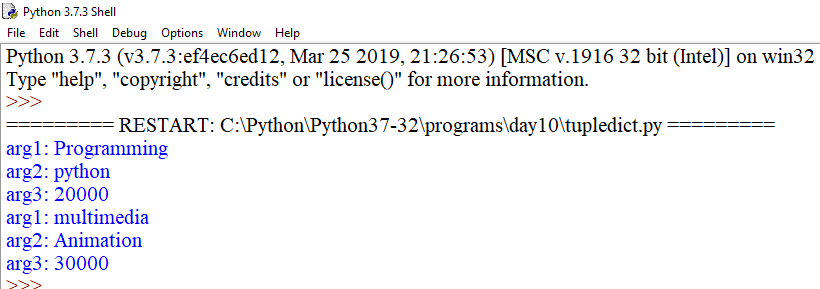 Python 3.7.3 Shell
File Edit Shell Debug Options Window Help
Python 3.7.3 (v3.7.3:ef4ec6ed12, Mar 25 2019, 21:26:53) [MSC v.1916 32 bit (Intel)] on win32
Type "help", "copyright", "credits" or "license()" for more information.
>>>
========= RESTART: C:\Python\Python37-32\programs\day10\tupledict.py =========
arg1: Programming
arg2: python
arg3: 20000
arg1: multimedia
arg2: Animation
arg3: 30000
>>>